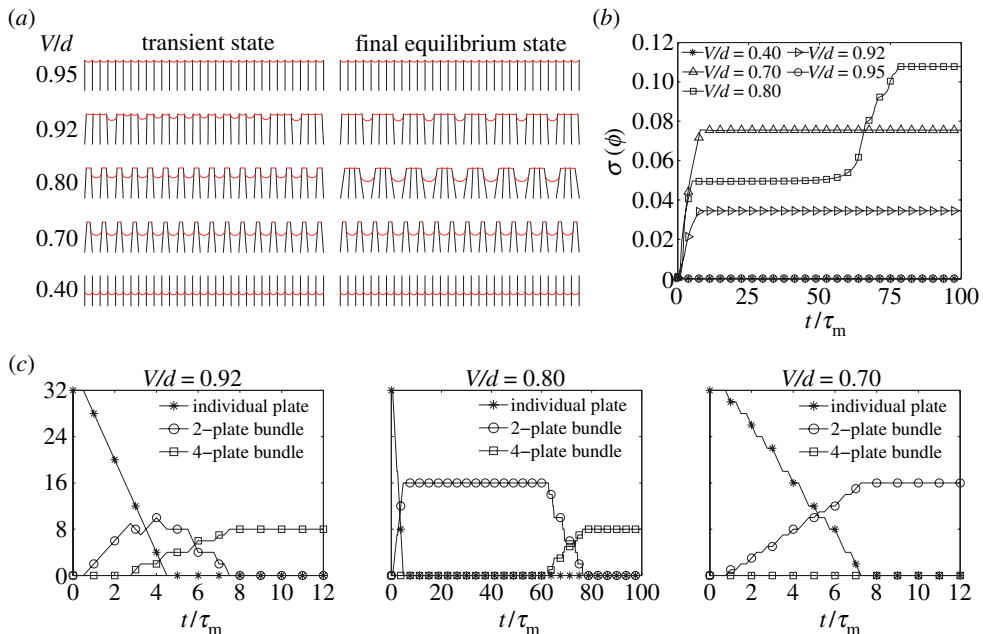 (a)
V/d
transient state
final equilibrium state
0.95
0.92
0.80
0.70
0.40
(b)
0.12
0.10
0.08
0.06
0.04
0.02
0
σ(ϕ)
V/d = 0.40
V/d = 0.92
V/d = 0.70
V/d = 0.95
V/d = 0.80
0 25 50 75 100
t/τm
(c)
V/d = 0.92
32
24
16
8
0
individual plate
2−plate bundle
4−plate bundle
0 2 4 6 8 10 12
t/τm
V/d = 0.80
individual plate
2−plate bundle
4−plate bundle
0 20 40 60 80 100
t/τm
V/d = 0.70
individual plate
2−plate bundle
4−plate bundle
0 2 4 6 8 10 12
t/τm